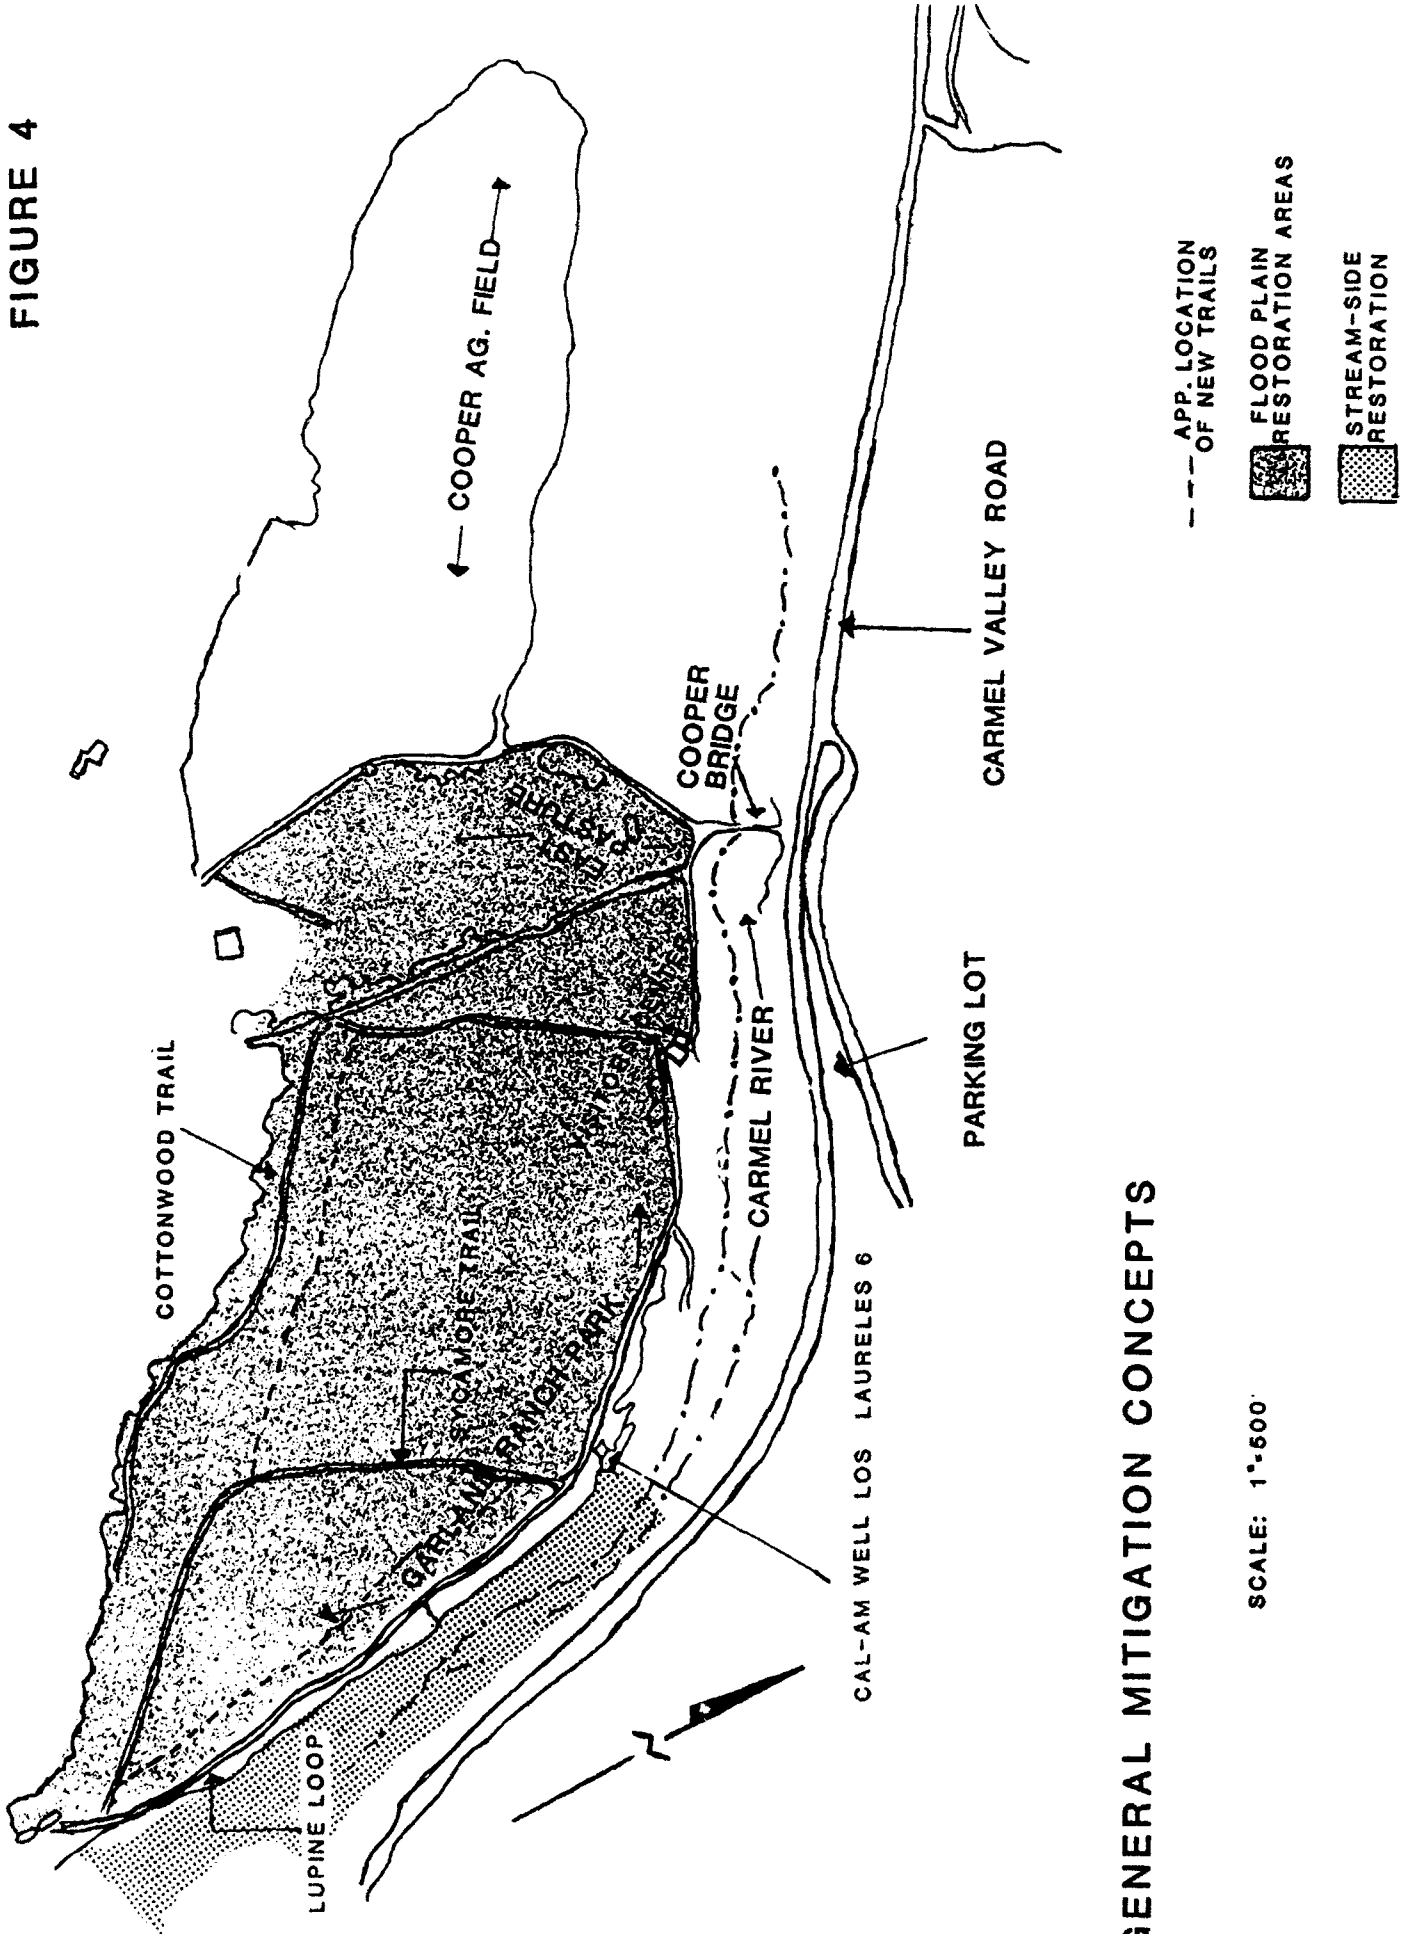 FIGURE 4
COTTONWOOD TRAIL
← COOPER AG. FIELD →
EAST
PASTURE
SYCAMORE TRAIL
VISITORS CENTER
GARLAND RANCH PARK
LUPINE LOOP
COOPER
BRIDGE
CARMEL RIVER
N
CAL-AM WELL LOS LAURELES 6
PARKING LOT
CARMEL VALLEY ROAD
GENERAL MITIGATION CONCEPTS
SCALE: 1"-500'
APP. LOCATION
OF NEW TRAILS
FLOOD PLAIN
RESTORATION AREAS
STREAM-SIDE
RESTORATION